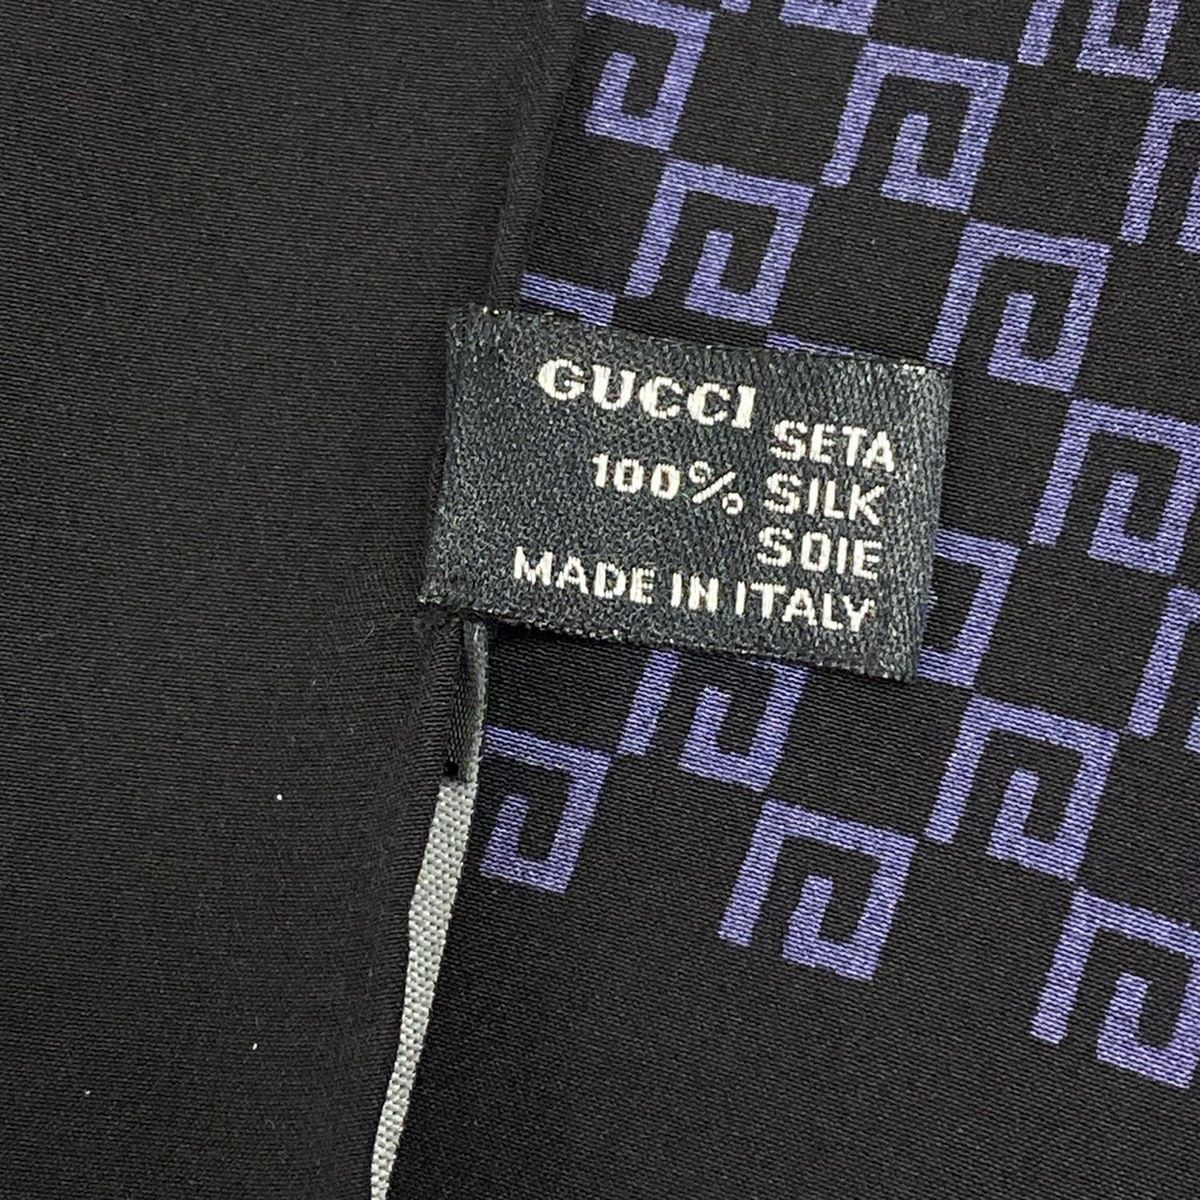 GUCCI
SETA
100% SILK
SOIE
MADE IN ITALY